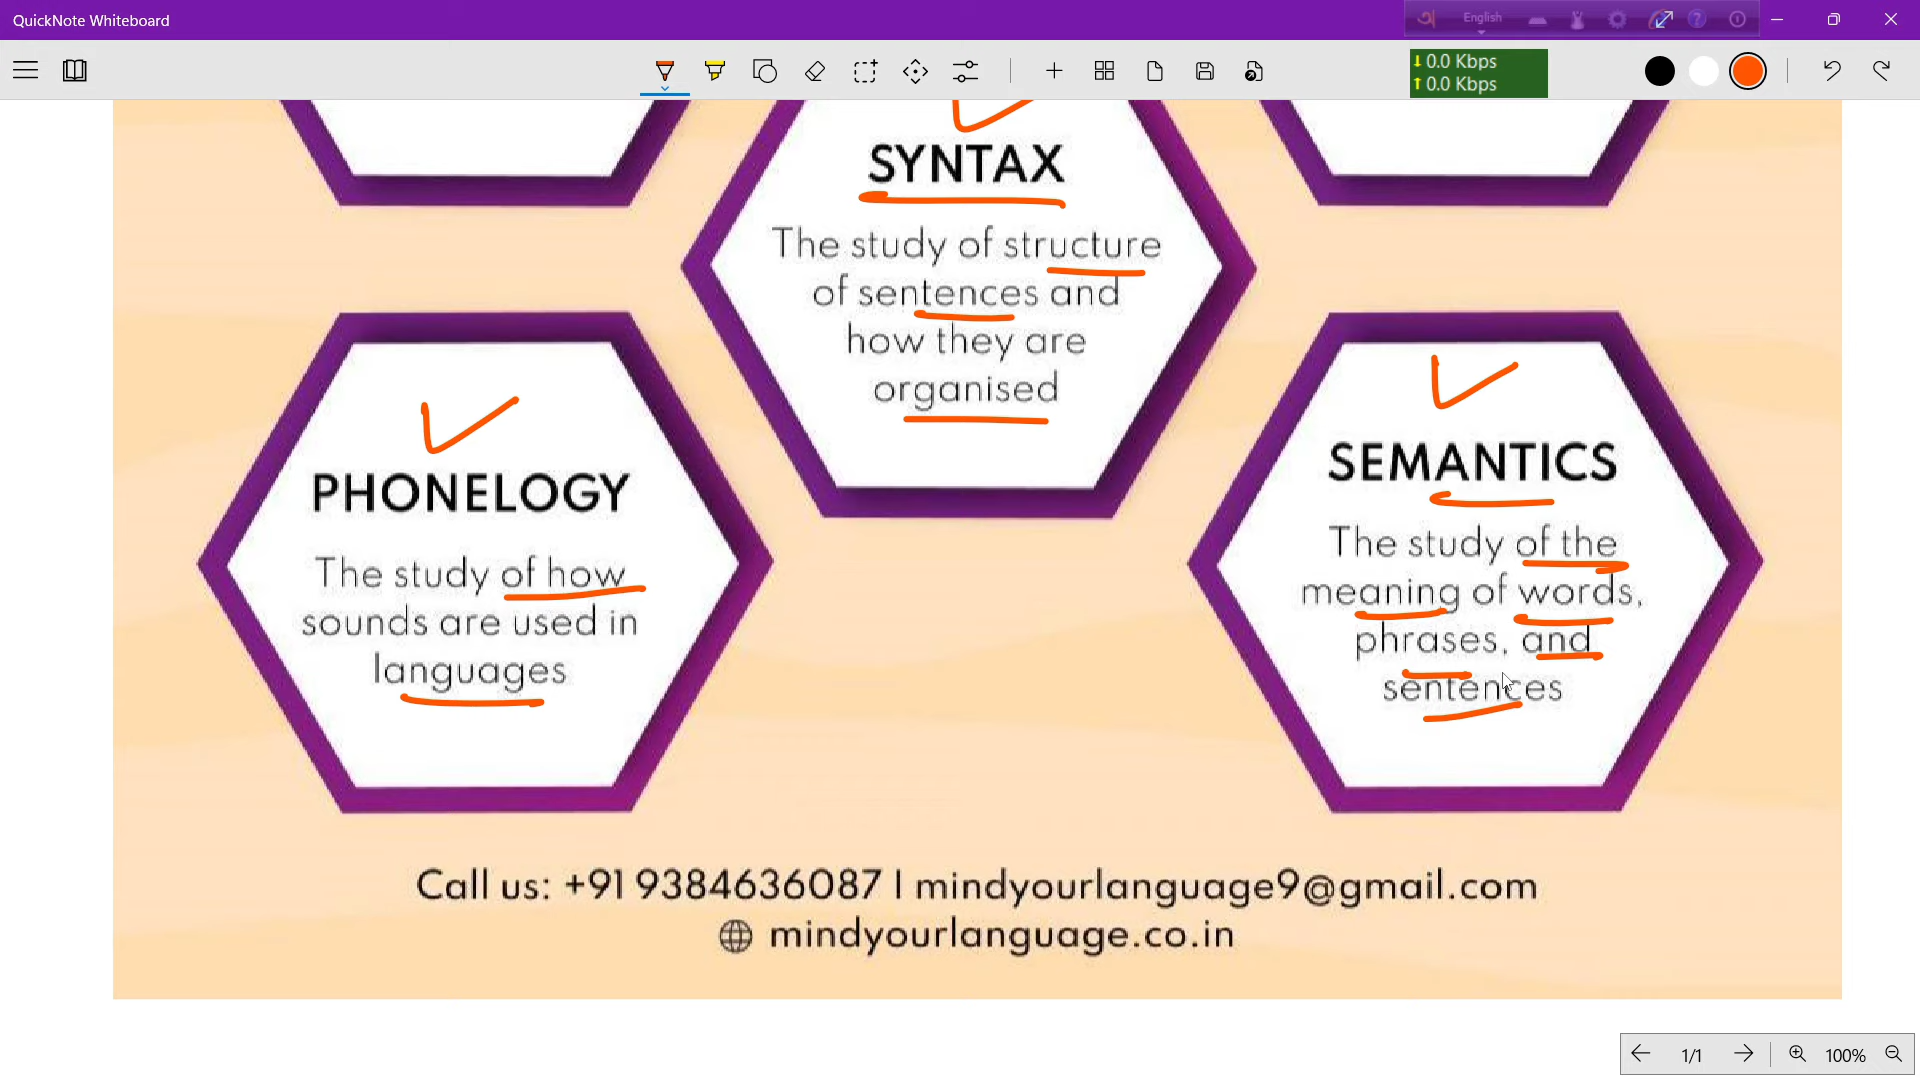 QuickNote Whiteboard
English
0.0 Kbps
0.0 Kbps
SYNTAX
The study of structure
of sentences and
how they are
organised
PHONELOGY
The study of how
sounds are used in
languages
SEMANTICS
The study of the
meaning of words,
phrases, and
sentences
Call us: +91 9384636087 | mindyourlanguage9@gmail.com
mindyourlanguage.co.in
1/1
100%